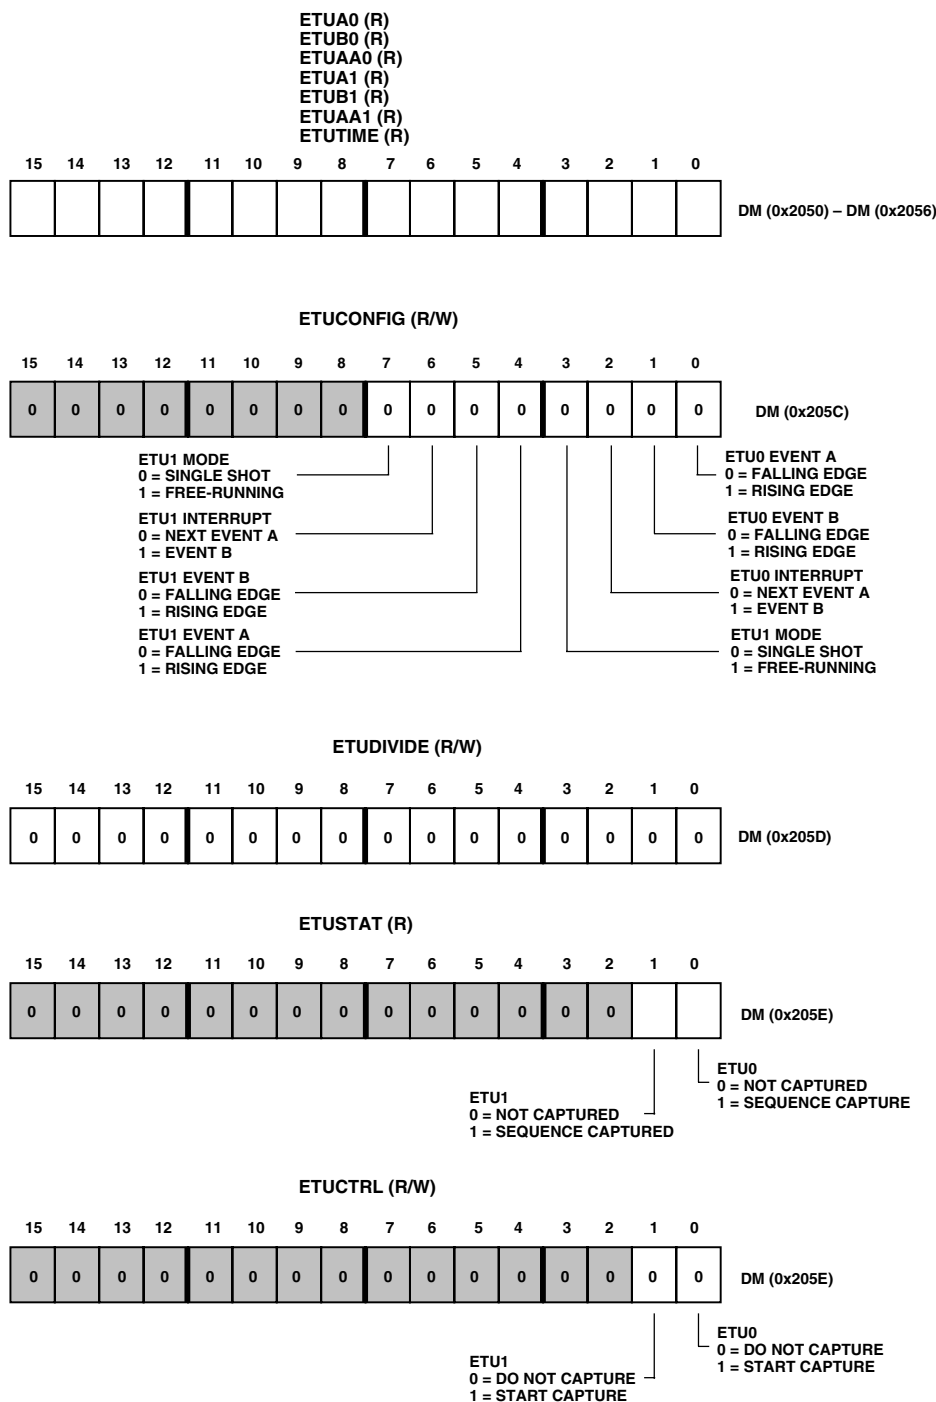 ETUA0 (R)
ETUB0 (R)
ETUAA0 (R)
ETUA1 (R)
ETUB1 (R)
ETUAA1 (R)
ETUTIME (R)
15 14 13 12 11 10 9 8 7 6 5 4 3 2 1 0
DM (0x2050) – DM (0x2056)
ETUCONFIG (R/W)
15 14 13 12 11 10 9 8 7 6 5 4 3 2 1 0
0 0 0 0 0 0 0 0 0 0 0 0 0 0 0 0
DM (0x205C)
ETU1 MODE
0 = SINGLE SHOT
1 = FREE-RUNNING
ETU1 INTERRUPT
0 = NEXT EVENT A
1 = EVENT B
ETU1 EVENT B
0 = FALLING EDGE
1 = RISING EDGE
ETU1 EVENT A
0 = FALLING EDGE
1 = RISING EDGE
ETU0 EVENT A
0 = FALLING EDGE
1 = RISING EDGE
ETU0 EVENT B
0 = FALLING EDGE
1 = RISING EDGE
ETU0 INTERRUPT
0 = NEXT EVENT A
1 = EVENT B
ETU1 MODE
0 = SINGLE SHOT
1 = FREE-RUNNING
ETUDIVIDE (R/W)
15 14 13 12 11 10 9 8 7 6 5 4 3 2 1 0
0 0 0 0 0 0 0 0 0 0 0 0 0 0 0 0
DM (0x205D)
ETUSTAT (R)
15 14 13 12 11 10 9 8 7 6 5 4 3 2 1 0
0 0 0 0 0 0 0 0 0 0 0 0 0 0
DM (0x205E)
ETU0
0 = NOT CAPTURED
1 = SEQUENCE CAPTURE
ETU1
0 = NOT CAPTURED
1 = SEQUENCE CAPTURED
ETUCTRL (R/W)
15 14 13 12 11 10 9 8 7 6 5 4 3 2 1 0
0 0 0 0 0 0 0 0 0 0 0 0 0 0 0 0
DM (0x205E)
ETU0
0 = DO NOT CAPTURE
1 = START CAPTURE
ETU1
0 = DO NOT CAPTURE
1 = START CAPTURE